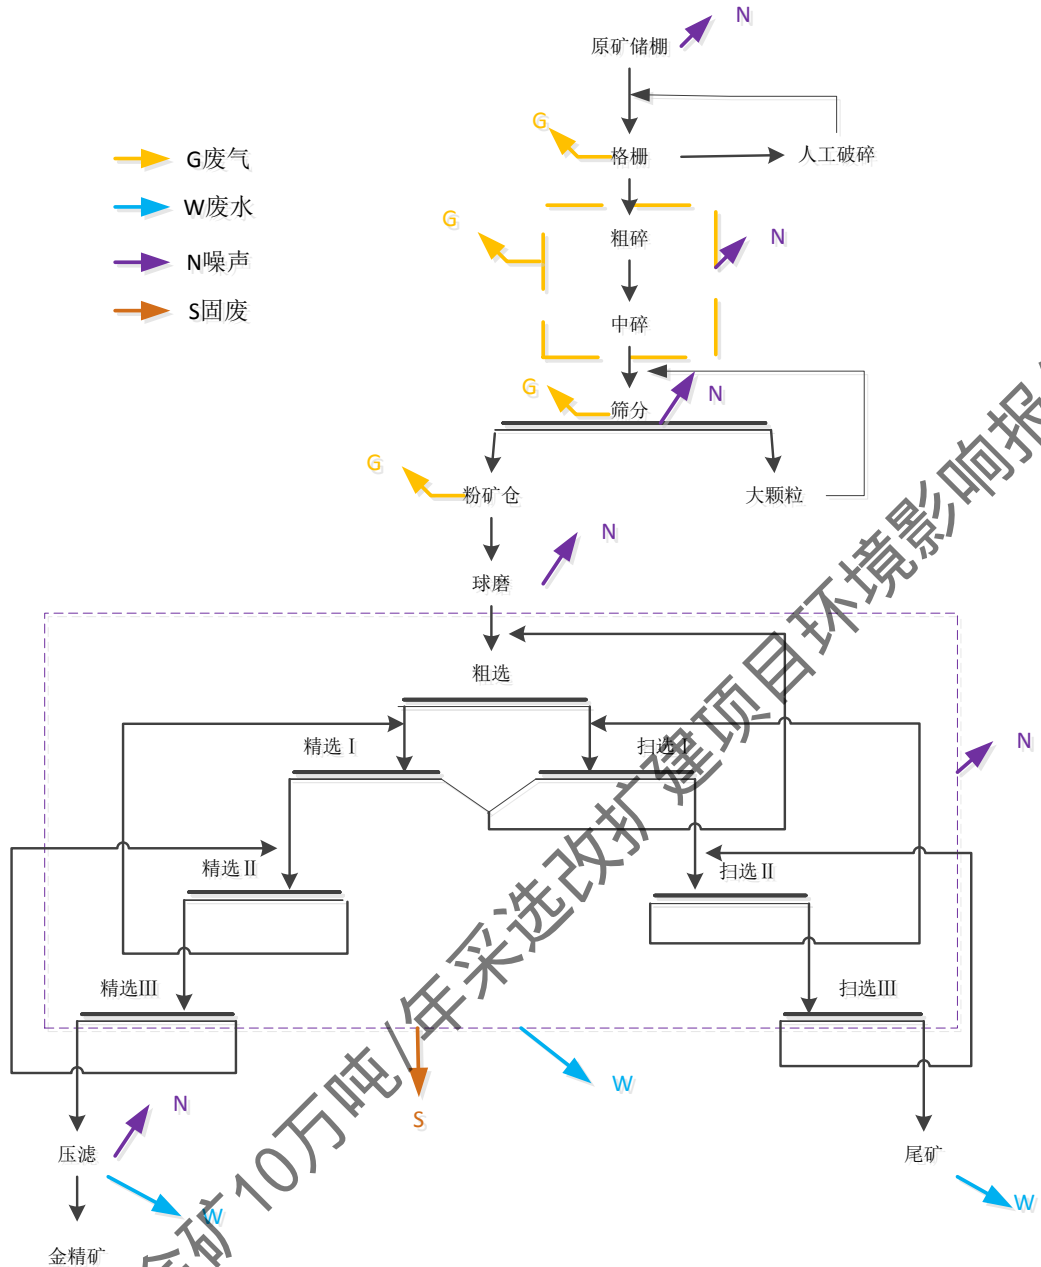 N
原矿储棚
G
格栅
人工破碎
G废气
W废水
N噪声
S固废
G
粗碎
N
中碎
G
筛分
N
G
粉矿仓
大颗粒
N
球磨
粗选
精选Ⅰ
扫选Ⅰ
N
精选Ⅱ
扫选Ⅱ
精选Ⅲ
扫选Ⅲ
W
S
N
压滤
尾矿
W
W
金精矿
金矿10万吨/年采选改扩建项目环境影响报